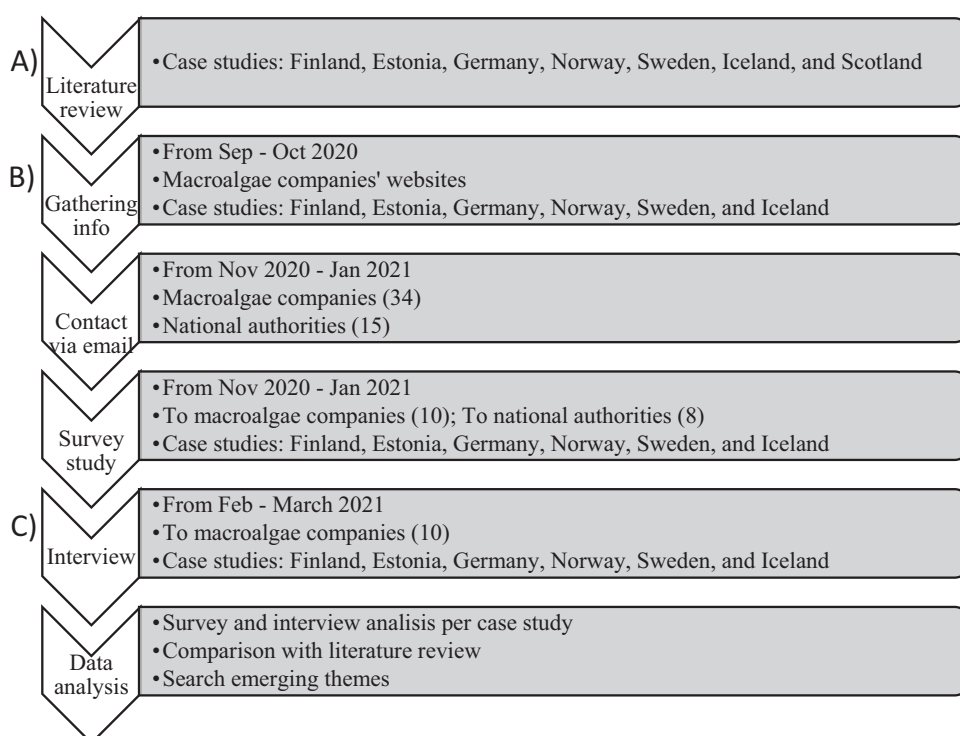 A)
Literature
review
•Case studies: Finland, Estonia, Germany, Norway, Sweden, Iceland, and Scotland
B)
Gathering
info
•From Sep - Oct 2020
•Macroalgae companies' websites
•Case studies: Finland, Estonia, Germany, Norway, Sweden, and Iceland
Contact
via email
•From Nov 2020 - Jan 2021
•Macroalgae companies (34)
•National authorities (15)
Survey
study
•From Nov 2020 - Jan 2021
•To macroalgae companies (10); To national authorities (8)
•Case studies: Finland, Estonia, Germany, Norway, Sweden, and Iceland
C)
Interview
•From Feb - March 2021
•To macroalgae companies (10)
•Case studies: Finland, Estonia, Germany, Norway, Sweden, and Iceland
Data
analysis
•Survey and interview analisis per case study
•Comparison with literature review
•Search emerging themes